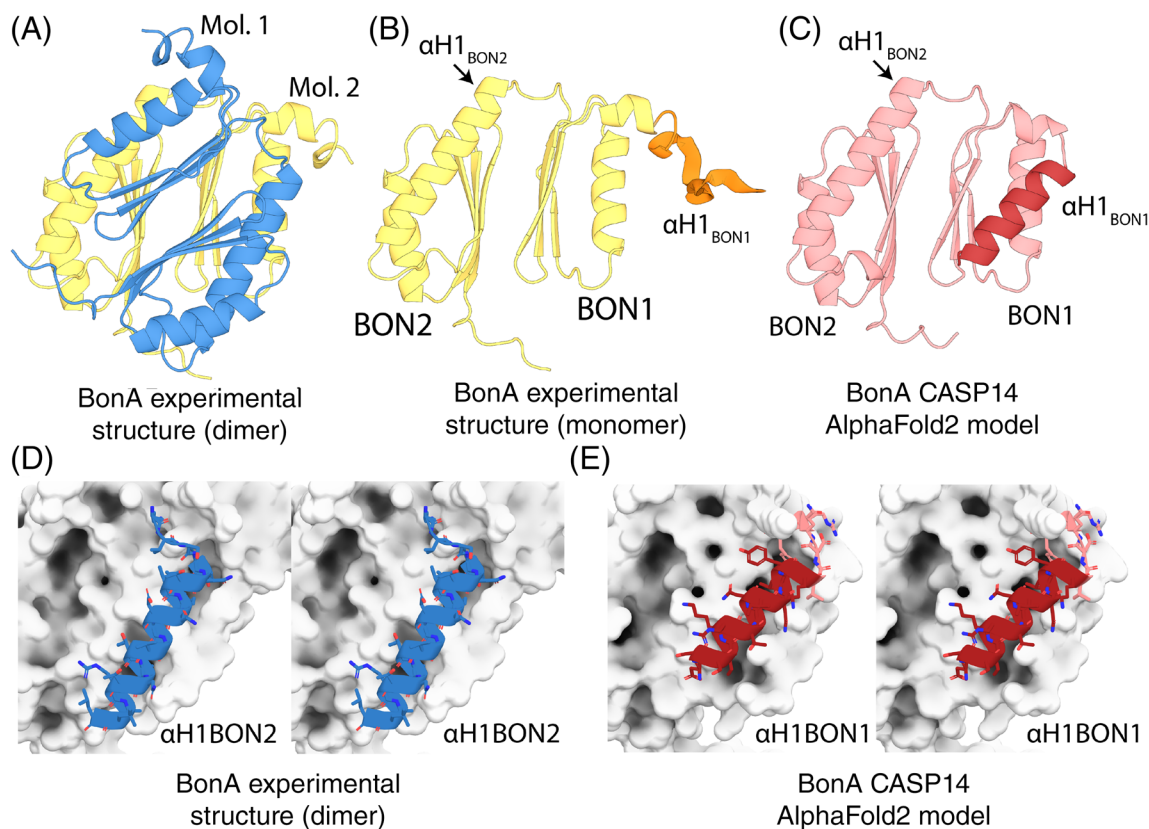 (A)
Mol. 1
Mol. 2
BonA experimental
structure (dimer)
(B)
αH1BON2
αH1BON1
BON2
BON1
BonA experimental
structure (monomer)
(C)
αH1BON2
αH1BON1
BON2
BON1
BonA CASP14
AlphaFold2 model
(D)
αH1BON2
αH1BON2
BonA experimental
structure (dimer)
(E)
αH1BON1
αH1BON1
BonA CASP14
AlphaFold2 model